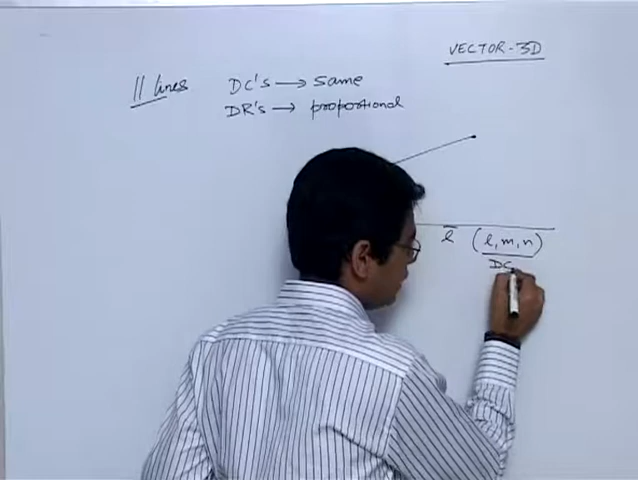 VECTOR-3D
|| lines DC's → same
DR's → proportional
l̅ (l, m, n)
DC